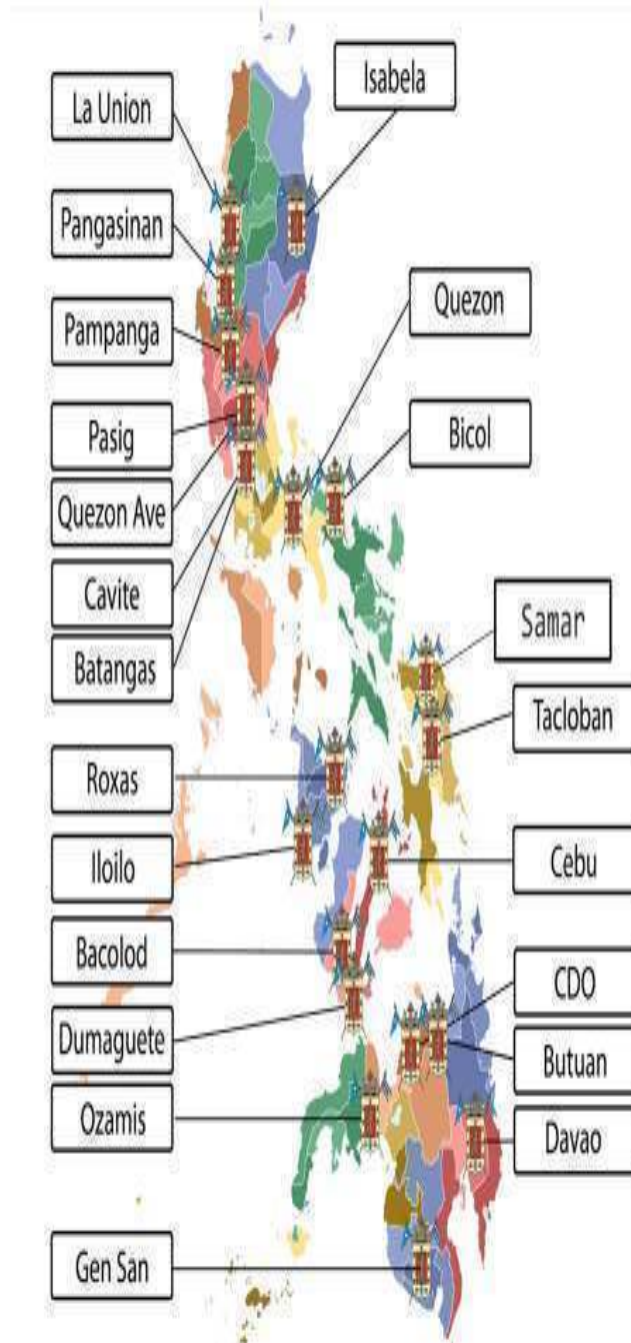 Isabela
La Union
Pangasinan
Quezon
Pampanga
Bicol
Pasig
Quezon Ave
Cavite
Samar
Batangas
Tacloban
Roxas
Iloilo
Cebu
Bacolod
CDO
Dumaguete
Butuan
Ozamis
Davao
Gen San